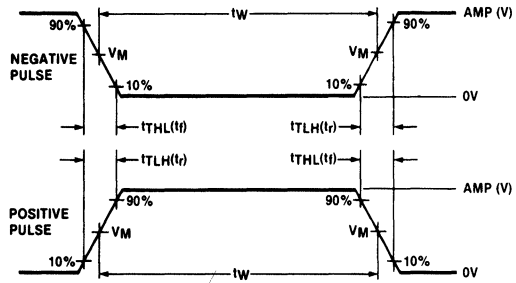 tW AMP (V)
90% 90%
NEGATIVE PULSE VM VM
10% 10%
0V
tTHL(tf) tTLH(tr)
tTLH(tr) tTHL(tf)
AMP (V)
90% 90%
POSITIVE PULSE VM VM
10% 10%
tW 0V